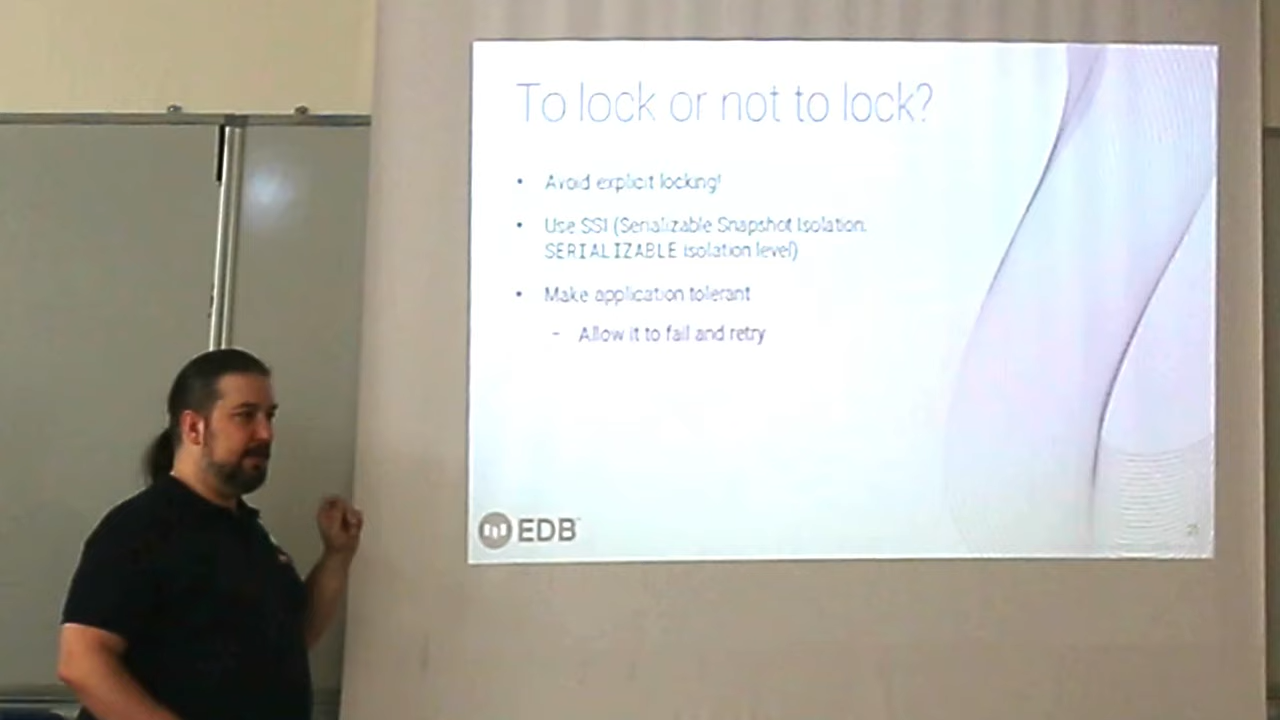 To lock or not to lock?
• Avoid explicit locking!
• Use SSI (Serializable Snapshot Isolation:
SERIALIZABLE isolation level)
• Make application tolerant
– Allow it to fail and retry
EDB™